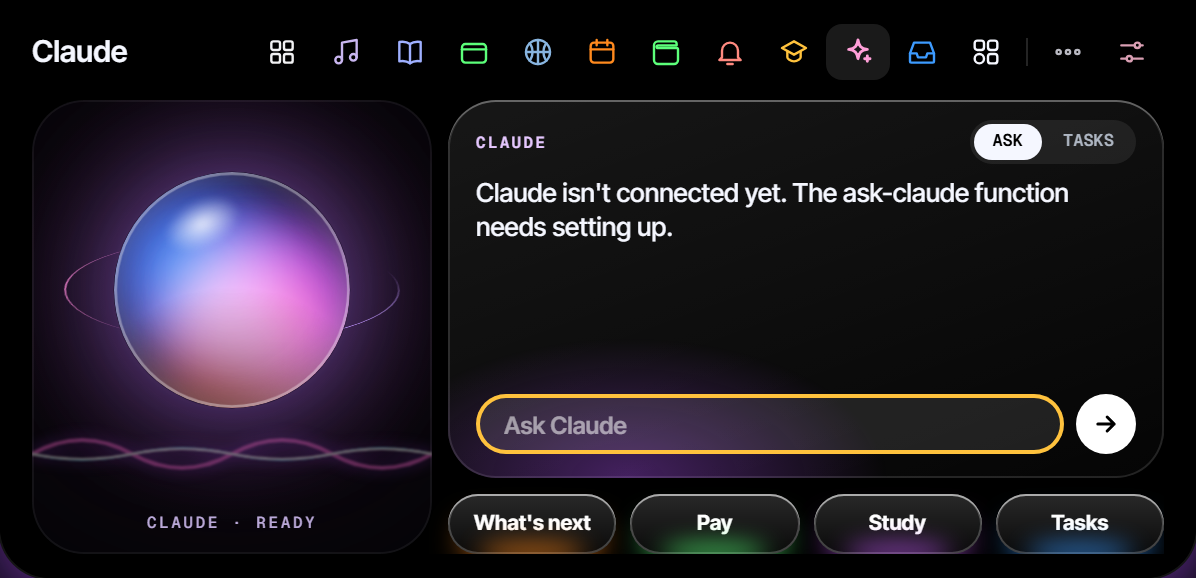 Claude
CLAUDE
ASK
TASKS
Claude isn't connected yet. The ask-claude function
needs setting up.
Ask Claude
CLAUDE · READY
What's next
Pay
Study
Tasks